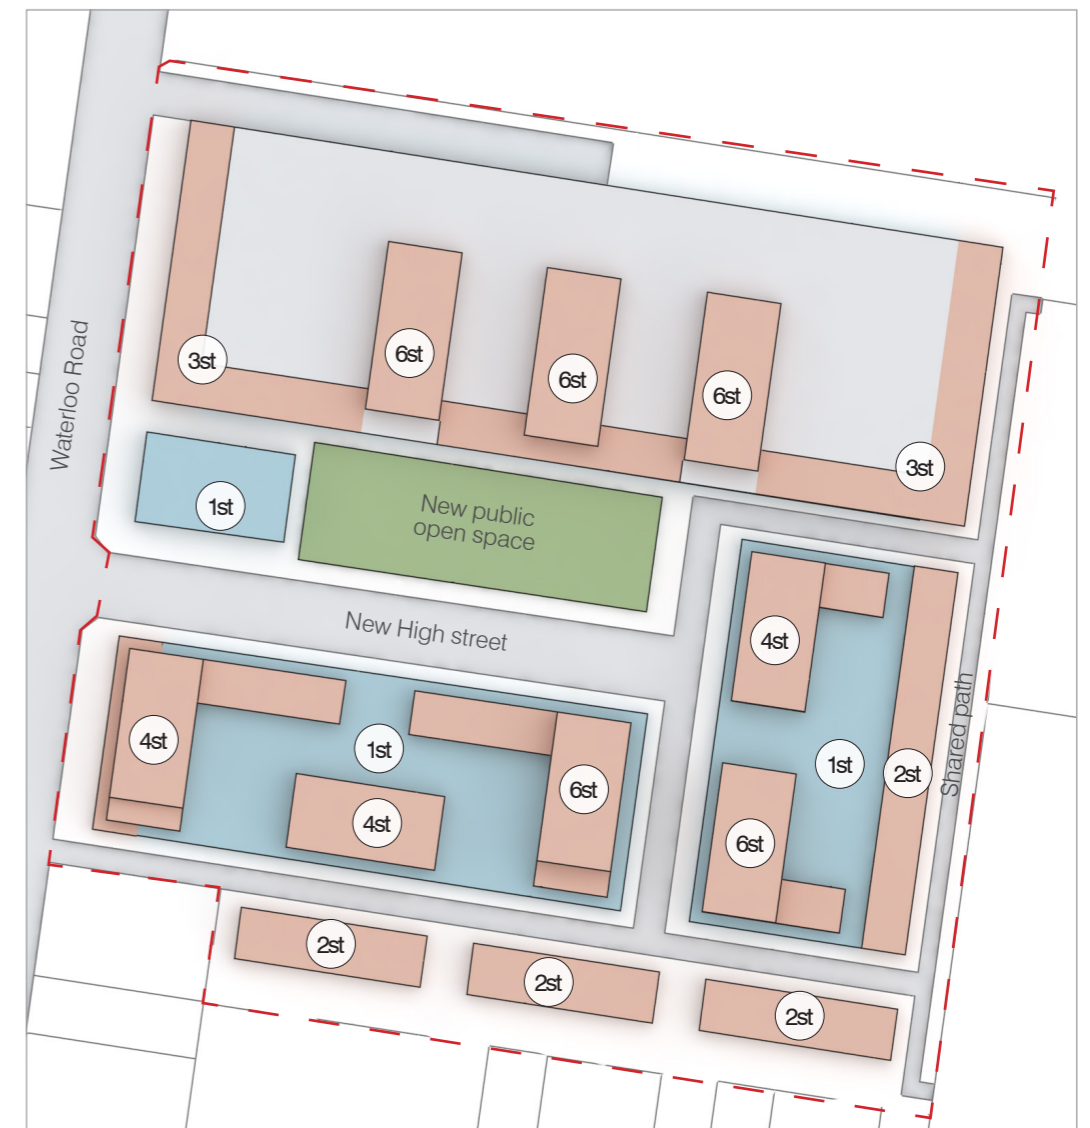 3st
6st
6st
6st
3st
Waterloo Road
1st
New public
open space
New High street
4st
4st
1st
6st
4st
1st
2st
Shared path
6st
2st
2st
2st